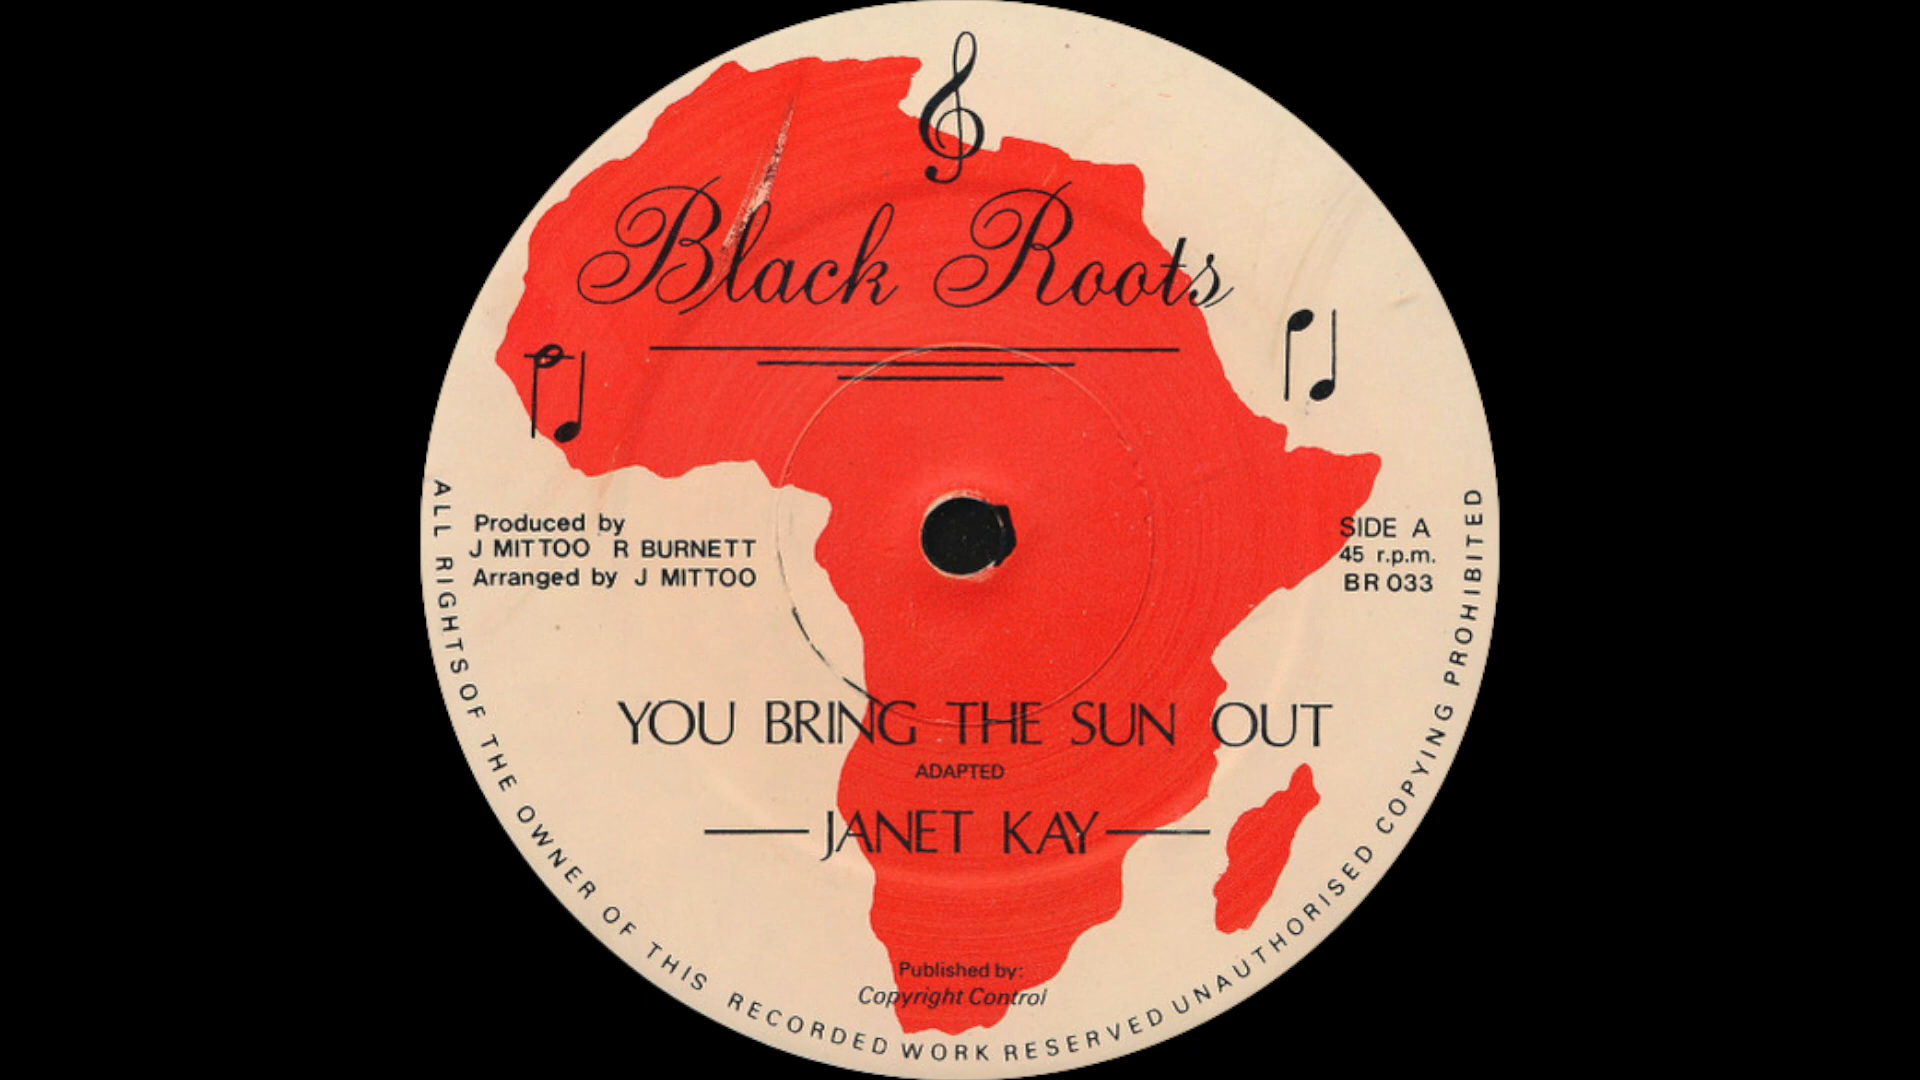 Black Roots
Produced by
J MITTOO R BURNETT
Arranged by J MITTOO
SIDE A
45 r.p.m.
BR 033
YOU BRING THE SUN OUT
ADAPTED
JANET KAY
Published by:
Copyright Control
ALL RIGHTS OF THE OWNER OF THIS RECORDED WORK RESERVED UNAUTHORISED COPYING PROHIBITED